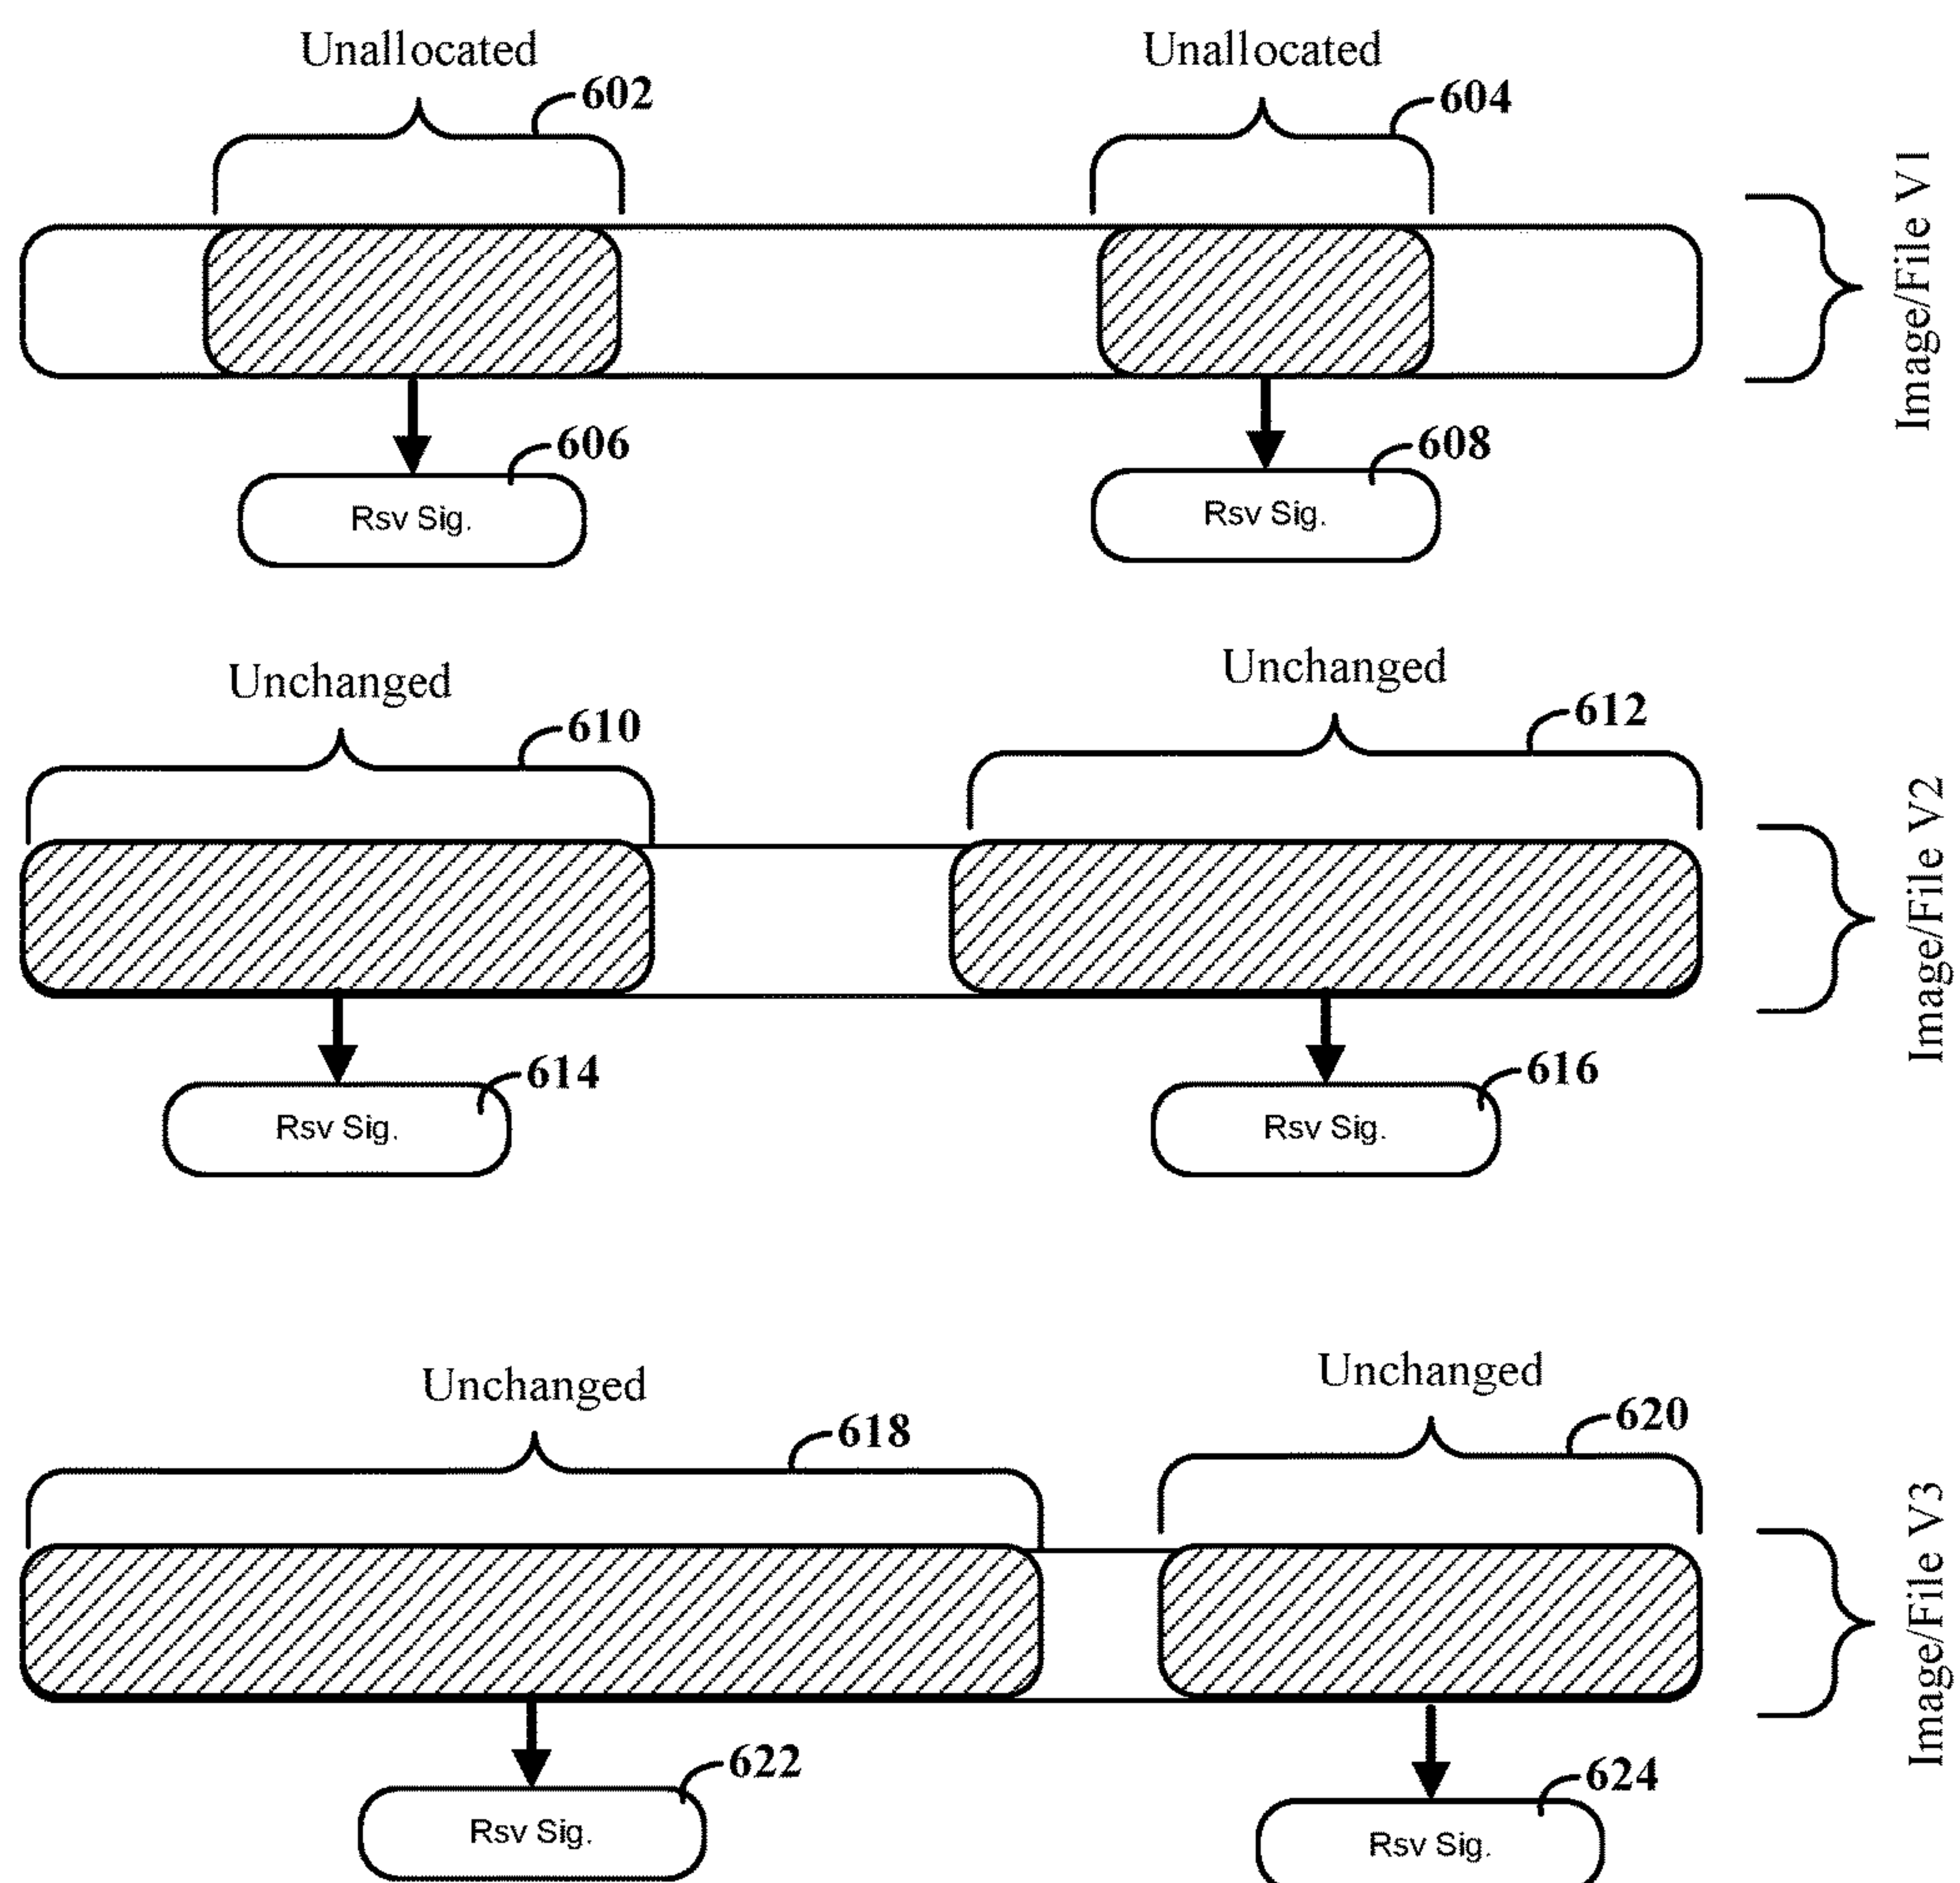 Unallocated
602
Unallocated
604
Image/File V1
606
Rsv Sig.
608
Rsv Sig.
Unchanged
610
Unchanged
612
Image/File V2
614
Rsv Sig.
616
Rsv Sig.
Unchanged
618
Unchanged
620
Image/File V3
622
Rsv Sig.
624
Rsv Sig.